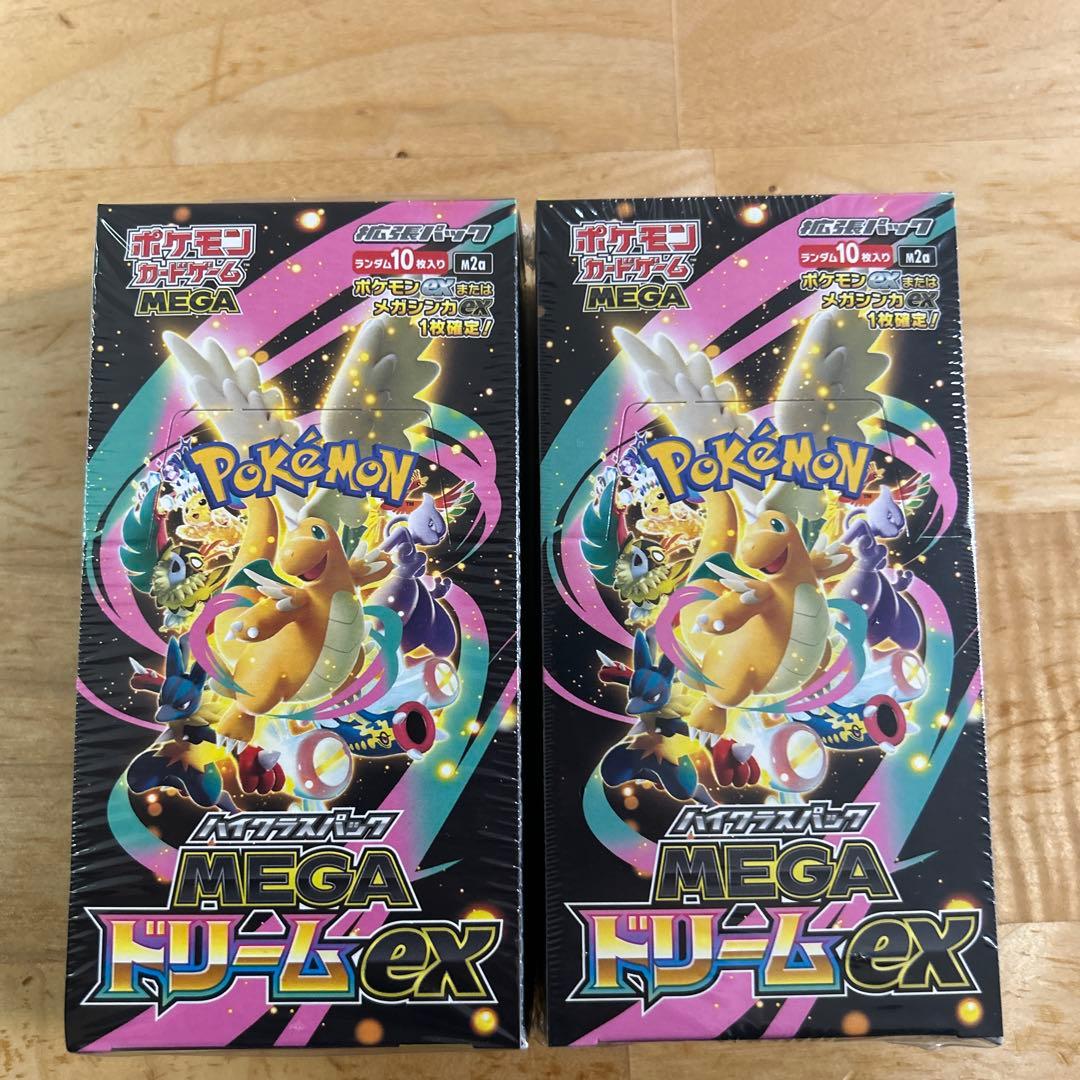 ポケモン
カードゲーム
MEGA
拡張パック
ランダム10枚入り
M2a
ポケモンexまたは
メガシンカex
1枚確定!
POKéMON
TM
ハイクラスパック
MEGA
ドリームex
ポケモン
カードゲーム
MEGA
拡張パック
ランダム10枚入り
M2a
ポケモンexまたは
メガシンカex
1枚確定!
POKéMON
TM
ハイクラスパック
MEGA
ドリームex